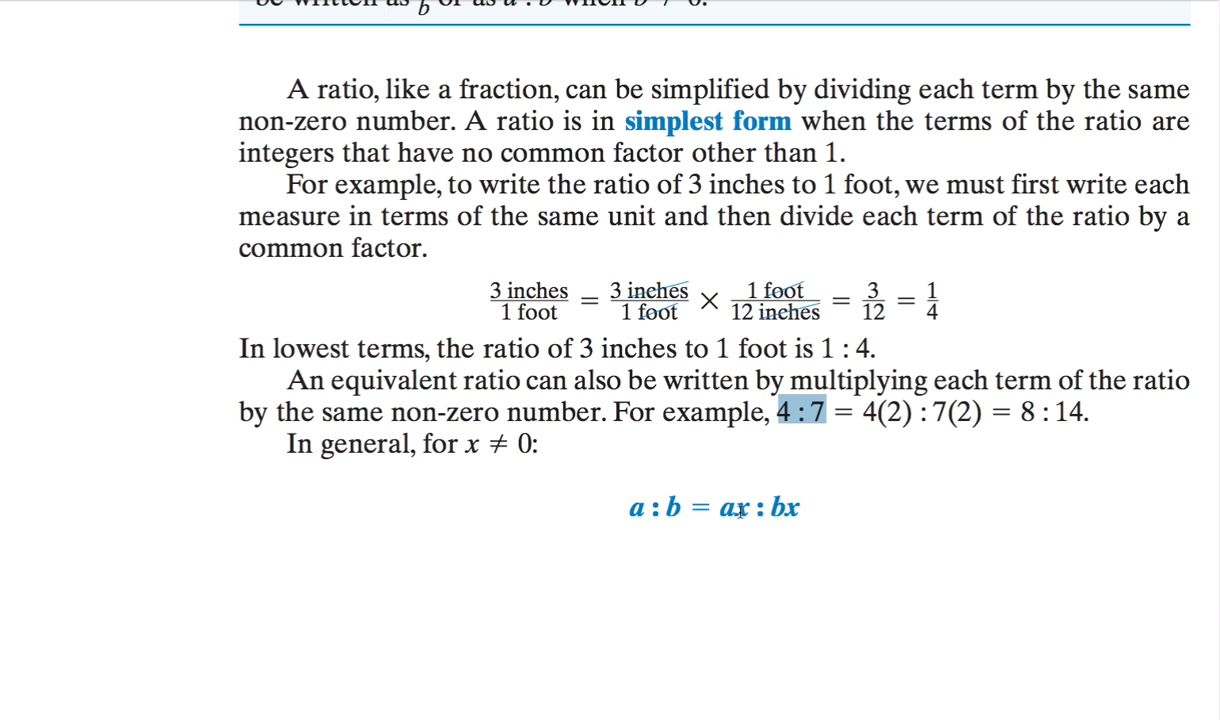 be written as a/b or as a : b when b ≠ 0.
A ratio, like a fraction, can be simplified by dividing each term by the same
non-zero number. A ratio is in simplest form when the terms of the ratio are
integers that have no common factor other than 1.
For example, to write the ratio of 3 inches to 1 foot, we must first write each
measure in terms of the same unit and then divide each term of the ratio by a
common factor.
3 inches/1 foot = 3 inches/1 foot × 1 foot/12 inches = 3/12 = 1/4
In lowest terms, the ratio of 3 inches to 1 foot is 1 : 4.
An equivalent ratio can also be written by multiplying each term of the ratio
by the same non-zero number. For example, 4 : 7 = 4(2) : 7(2) = 8 : 14.
In general, for x ≠ 0:
a : b = ax : bx